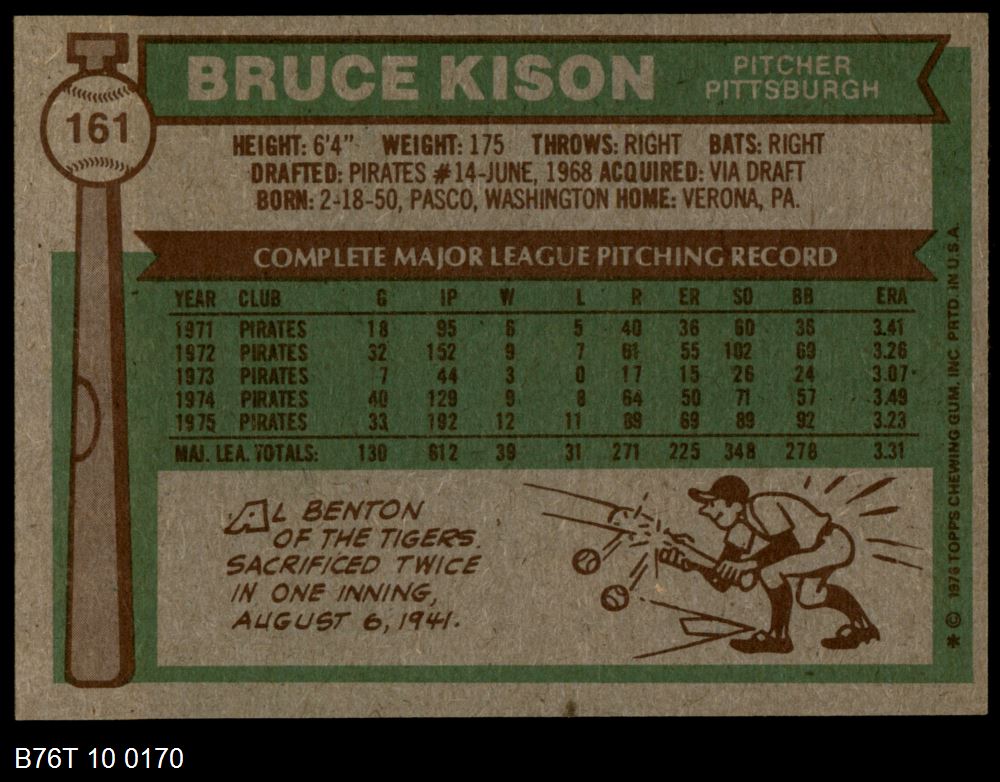 161
BRUCE KISON
PITCHER
PITTSBURGH
HEIGHT: 6'4" WEIGHT: 175 THROWS: RIGHT BATS: RIGHT
DRAFTED: PIRATES #14-JUNE, 1968 ACQUIRED: VIA DRAFT
BORN: 2-18-50, PASCO, WASHINGTON HOME: VERONA, PA.
COMPLETE MAJOR LEAGUE PITCHING RECORD
YEAR CLUB G IP W L R ER SO BB ERA
1971 PIRATES 18 95 6 5 40 36 60 36 3.41
1972 PIRATES 32 152 9 7 61 55 102 69 3.26
1973 PIRATES 7 44 3 0 17 15 26 24 3.07
1974 PIRATES 40 129 9 8 64 50 71 57 3.49
1975 PIRATES 33 192 12 11 89 69 89 92 3.23
MAJ. LEA. TOTALS: 130 612 39 31 271 225 348 278 3.31
AL BENTON
OF THE TIGERS
SACRIFICED TWICE
IN ONE INNING,
AUGUST 6, 1941.
* © 1976 TOPPS CHEWING GUM, INC. PRTD. IN U.S.A.
B76T 10 0170